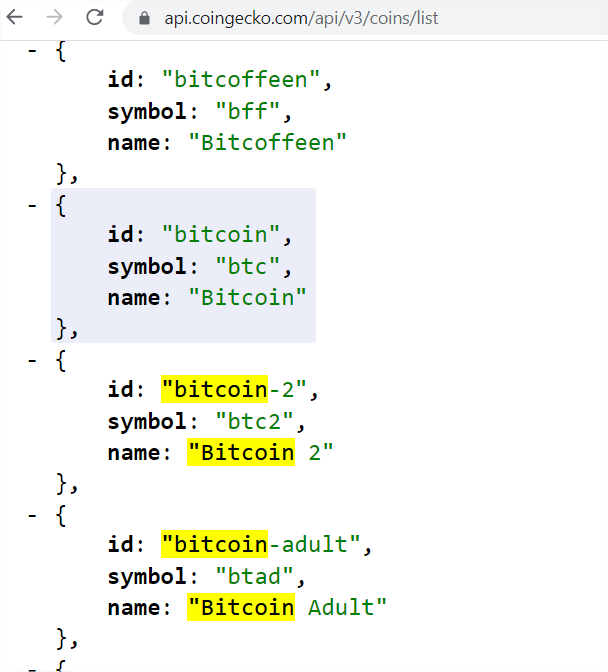 api.coingecko.com/api/v3/coins/list
- {
id: "bitcoffeen",
symbol: "bff",
name: "Bitcoffeen"
},
- {
id: "bitcoin",
symbol: "btc",
name: "Bitcoin"
},
- {
id: "bitcoin-2",
symbol: "btc2",
name: "Bitcoin 2"
},
- {
id: "bitcoin-adult",
symbol: "btad",
name: "Bitcoin Adult"
},
- {